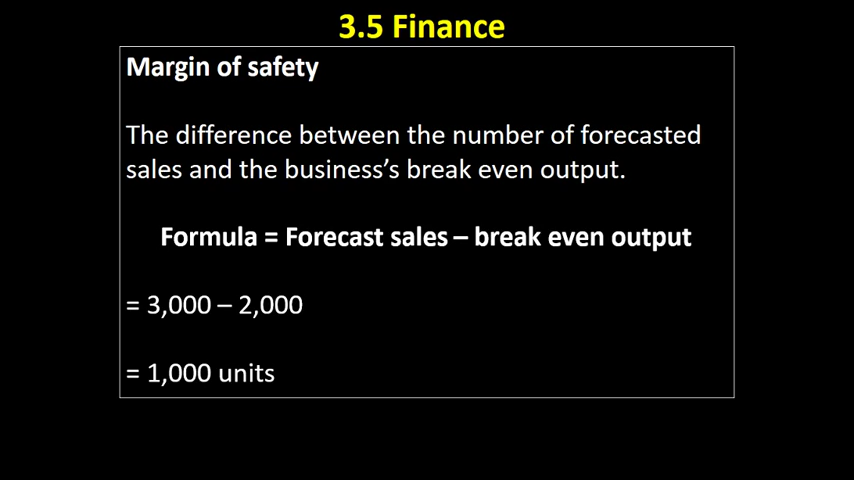 3.5 Finance
Margin of safety
The difference between the number of forecasted
sales and the business’s break even output.
Formula = Forecast sales – break even output
= 3,000 – 2,000
= 1,000 units